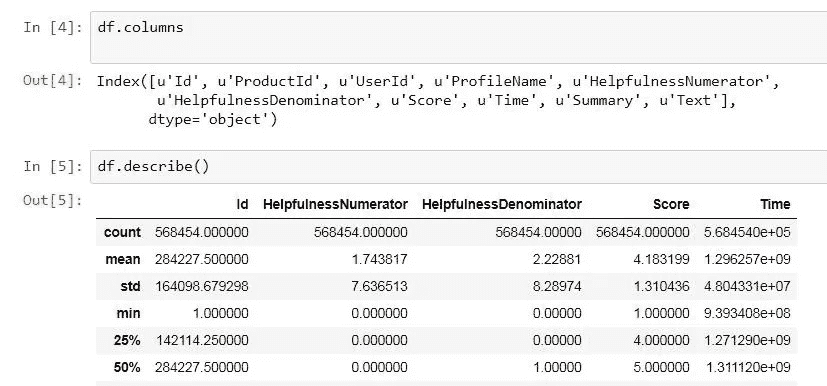 In [4]: df.columns
Out[4]: Index([u'Id', u'ProductId', u'UserId', u'ProfileName', u'HelpfulnessNumerator',
u'HelpfulnessDenominator', u'Score', u'Time', u'Summary', u'Text'],
dtype='object')
In [5]: df.describe()
Out[5]:
Id HelpfulnessNumerator HelpfulnessDenominator Score Time
count 568454.000000 568454.000000 568454.00000 568454.000000 5.684540e+05
mean 284227.500000 1.743817 2.22881 4.183199 1.296257e+09
std 164098.679298 7.636513 8.28974 1.310436 4.804331e+07
min 1.000000 0.000000 0.00000 1.000000 9.393408e+08
25% 142114.250000 0.000000 0.00000 4.000000 1.271290e+09
50% 284227.500000 0.000000 1.00000 5.000000 1.311120e+09